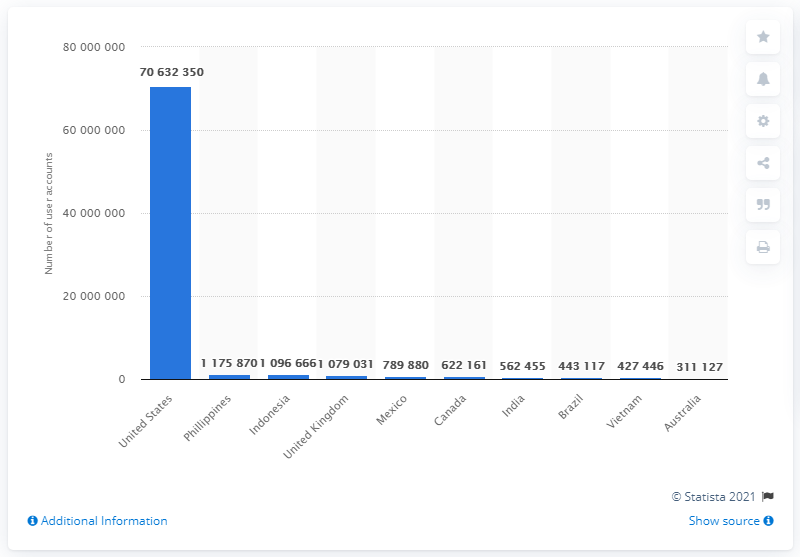 80 000 000
60 000 000
40 000 000
20 000 000
0
Number of user accounts
70 632 350
1 175 870
1 096 666
1 079 031
789 880
622 161
562 455
443 117
427 446
311 127
United States
Phillippines
Indonesia
United Kingdom
Mexico
Canada
India
Brazil
Vietnam
Australia
© Statista 2021
Additional Information
Show source